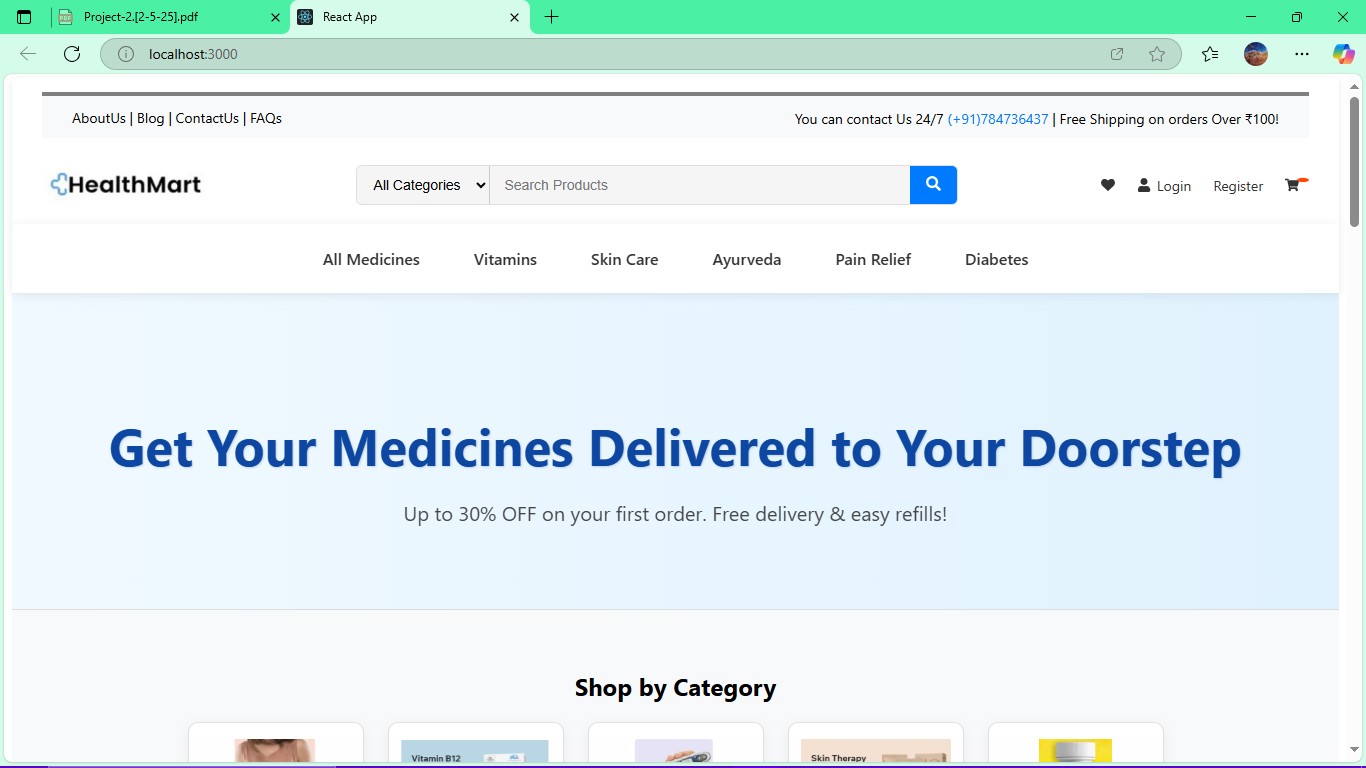 Project-2.[2-5-25].pdf
React App
localhost:3000
AboutUs | Blog | ContactUs | FAQs
You can contact Us 24/7 (+91)784736437 | Free Shipping on orders Over ₹100!
HealthMart
All Categories
Search Products
Login
Register
All Medicines
Vitamins
Skin Care
Ayurveda
Pain Relief
Diabetes
Get Your Medicines Delivered to Your Doorstep
Up to 30% OFF on your first order. Free delivery & easy refills!
Shop by Category
Vitamin B12
Skin Therapy